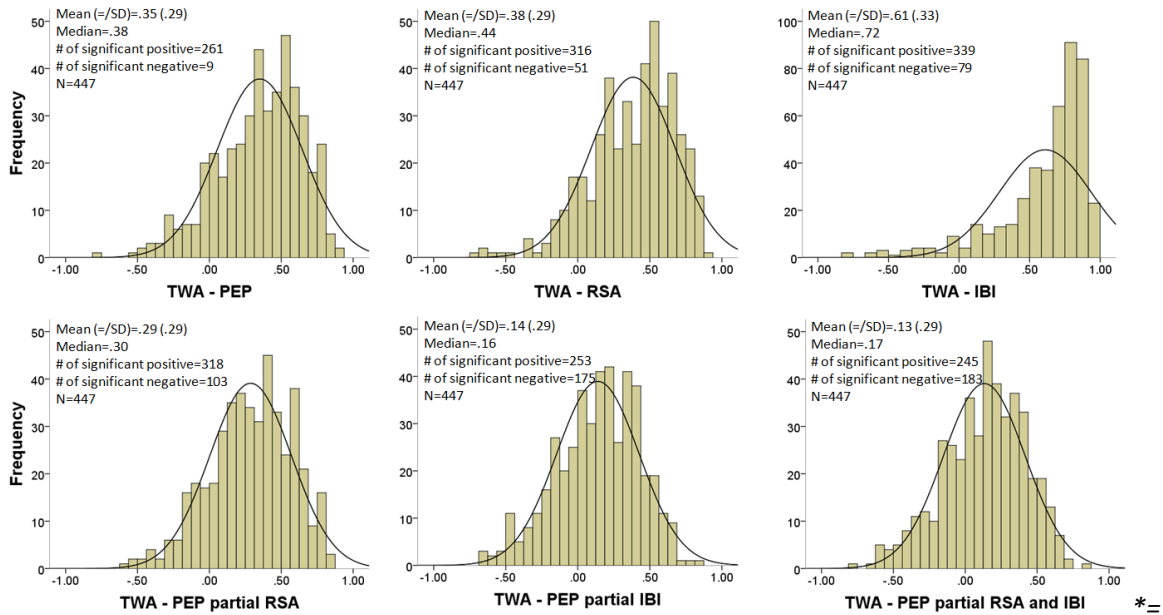 Mean (=/SD)=.35 (.29)
Median=.38
# of significant positive=261
# of significant negative=9
N=447
50
40
30
20
10
0
Frequency
-1.00 -.50 .00 .50 1.00
TWA - PEP
Mean (=/SD)=.38 (.29)
Median=.44
# of significant positive=316
# of significant negative=51
N=447
50
40
30
20
10
0
-1.00 -.50 .00 .50 1.00
TWA - RSA
Mean (=/SD)=.61 (.33)
Median=.72
# of significant positive=339
# of significant negative=79
N=447
100
80
60
40
20
0
-1.00 -.50 .00 .50 1.00
TWA - IBI
Mean (=/SD)=.29 (.29)
Median=.30
# of significant positive=318
# of significant negative=103
N=447
50
40
30
20
10
0
Frequency
-1.00 -.50 .00 .50 1.00
TWA - PEP partial RSA
Mean (=/SD)=.14 (.29)
Median=.16
# of significant positive=253
# of significant negative=175
N=447
50
40
30
20
10
0
-1.00 -.50 .00 .50 1.00
TWA - PEP partial IBI
Mean (=/SD)=.13 (.29)
Median=.17
# of significant positive=245
# of significant negative=183
N=447
50
40
30
20
10
0
-1.00 -.50 .00 .50 1.00
TWA - PEP partial RSA and IBI
*=